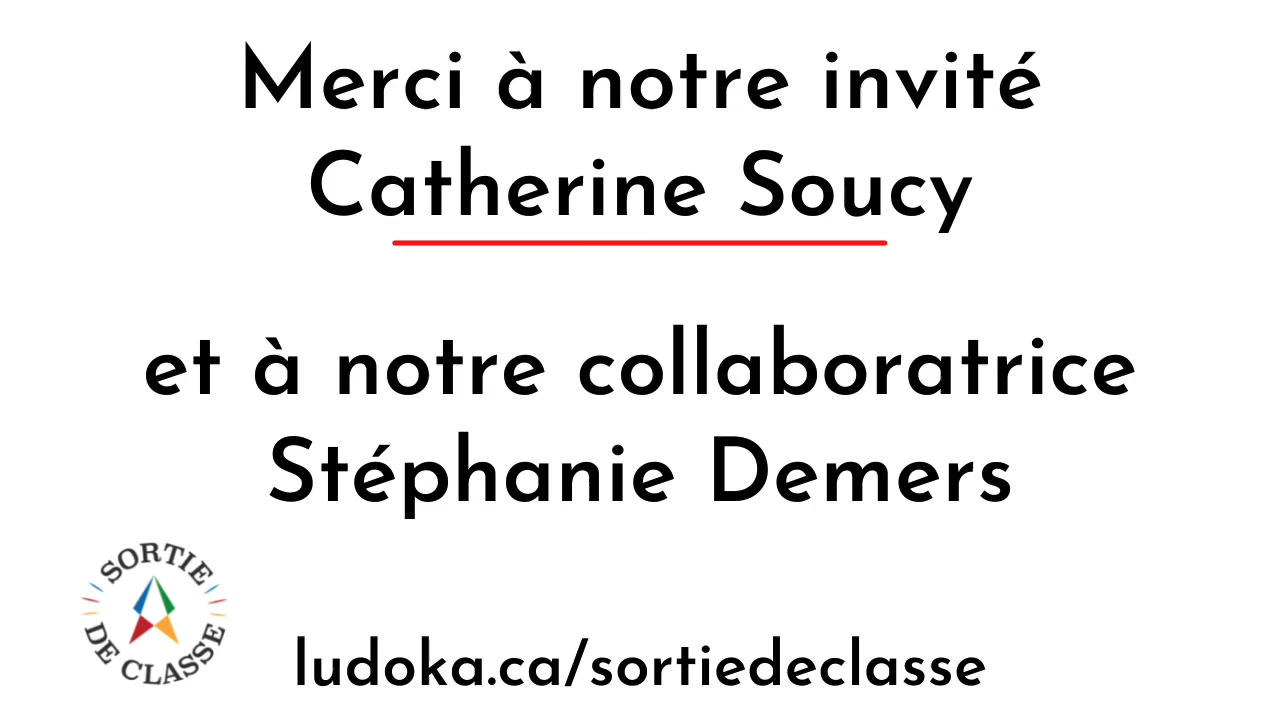 Merci à notre invité
Catherine Soucy
et à notre collaboratrice
Stéphanie Demers
SORTIE
DE CLASSE
ludoka.ca/sortiedeclasse